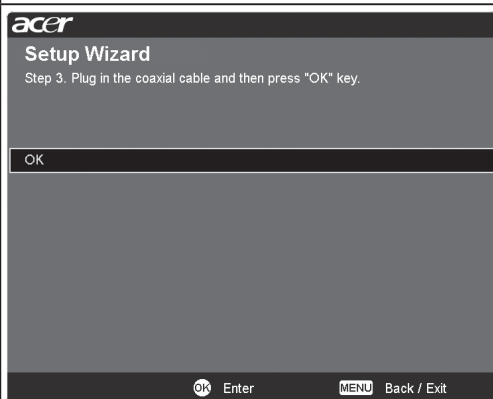 acer
Setup Wizard
Step 3. Plug in the coaxial cable and then press "OK" key.
OK
OK Enter MENU Back / Exit